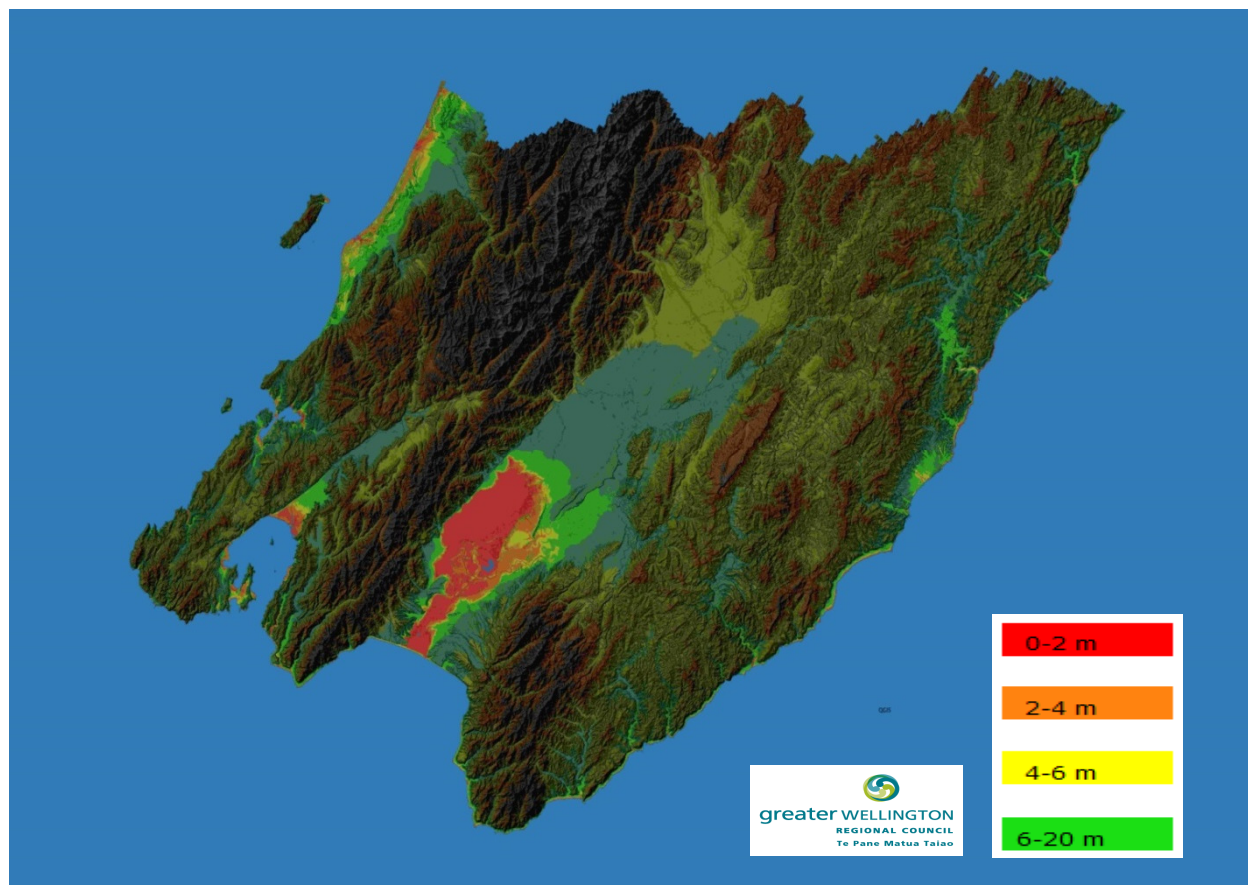 0-2 m
2-4 m
4-6 m
6-20 m
greater WELLINGTON
REGIONAL COUNCIL
Te Pane Matua Taiao